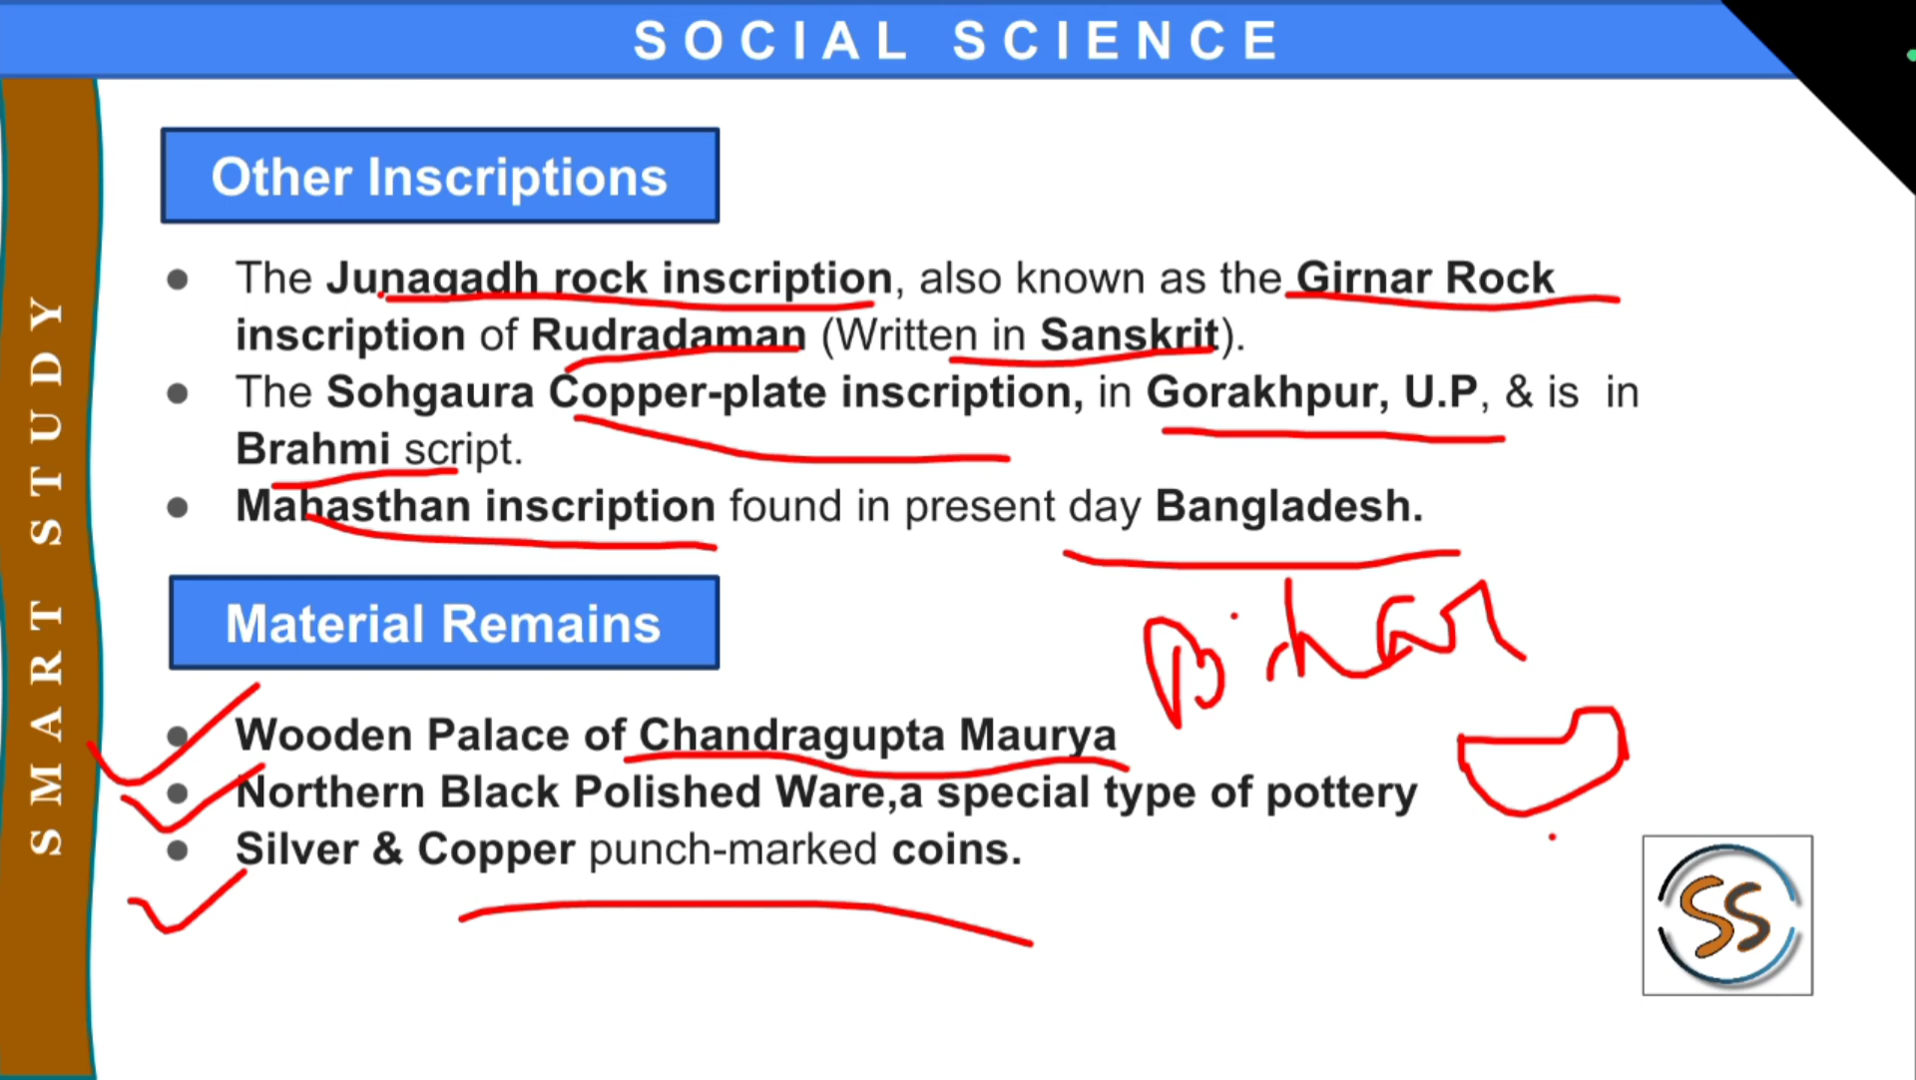 SOCIAL SCIENCE
SMART STUDY
Other Inscriptions
● The Junagadh rock inscription, also known as the Girnar Rock
inscription of Rudradaman (Written in Sanskrit).
● The Sohgaura Copper-plate inscription, in Gorakhpur, U.P, & is in
Brahmi script.
● Mahasthan inscription found in present day Bangladesh.
Bihar
Material Remains
● Wooden Palace of Chandragupta Maurya
● Northern Black Polished Ware,a special type of pottery
● Silver & Copper punch-marked coins.
SS